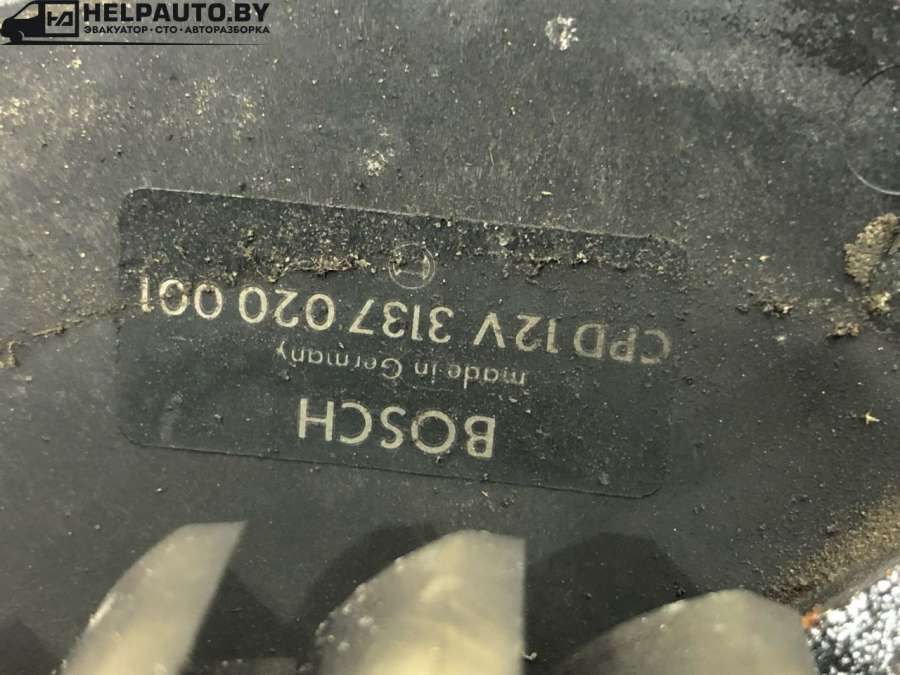 HELPAUTO.BY
ЭВАКУАТОР • СТО • АВТОРАЗБОРКА
BOSCH
made in Germany
CPD 12V 3137 020 001